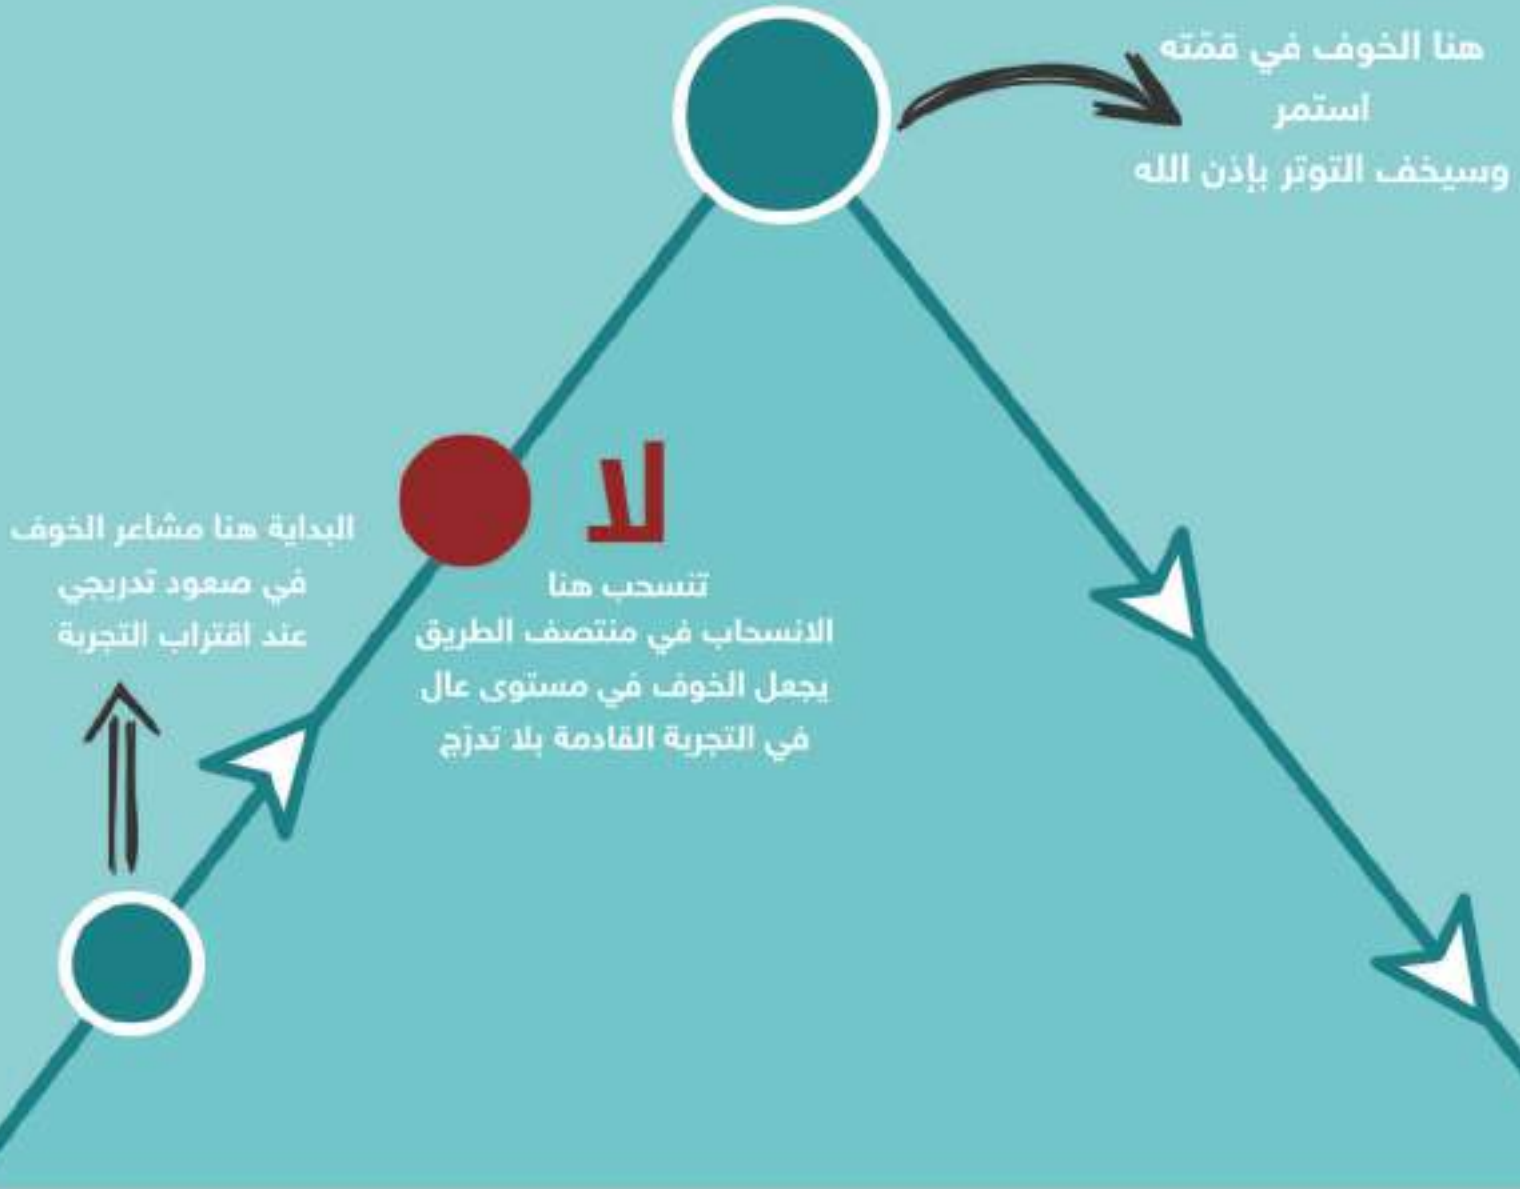 هنا الخوف في قمّته
استمر
وسيخف التوتر بإذن الله
البداية هنا مشاعر الخوف
في صعود تدريجي
عند اقتراب التجربة
لا
تنسحب هنا
الانسحاب في منتصف الطريق
يجعل الخوف في مستوى عال
في التجربة القادمة بلا تدرّج